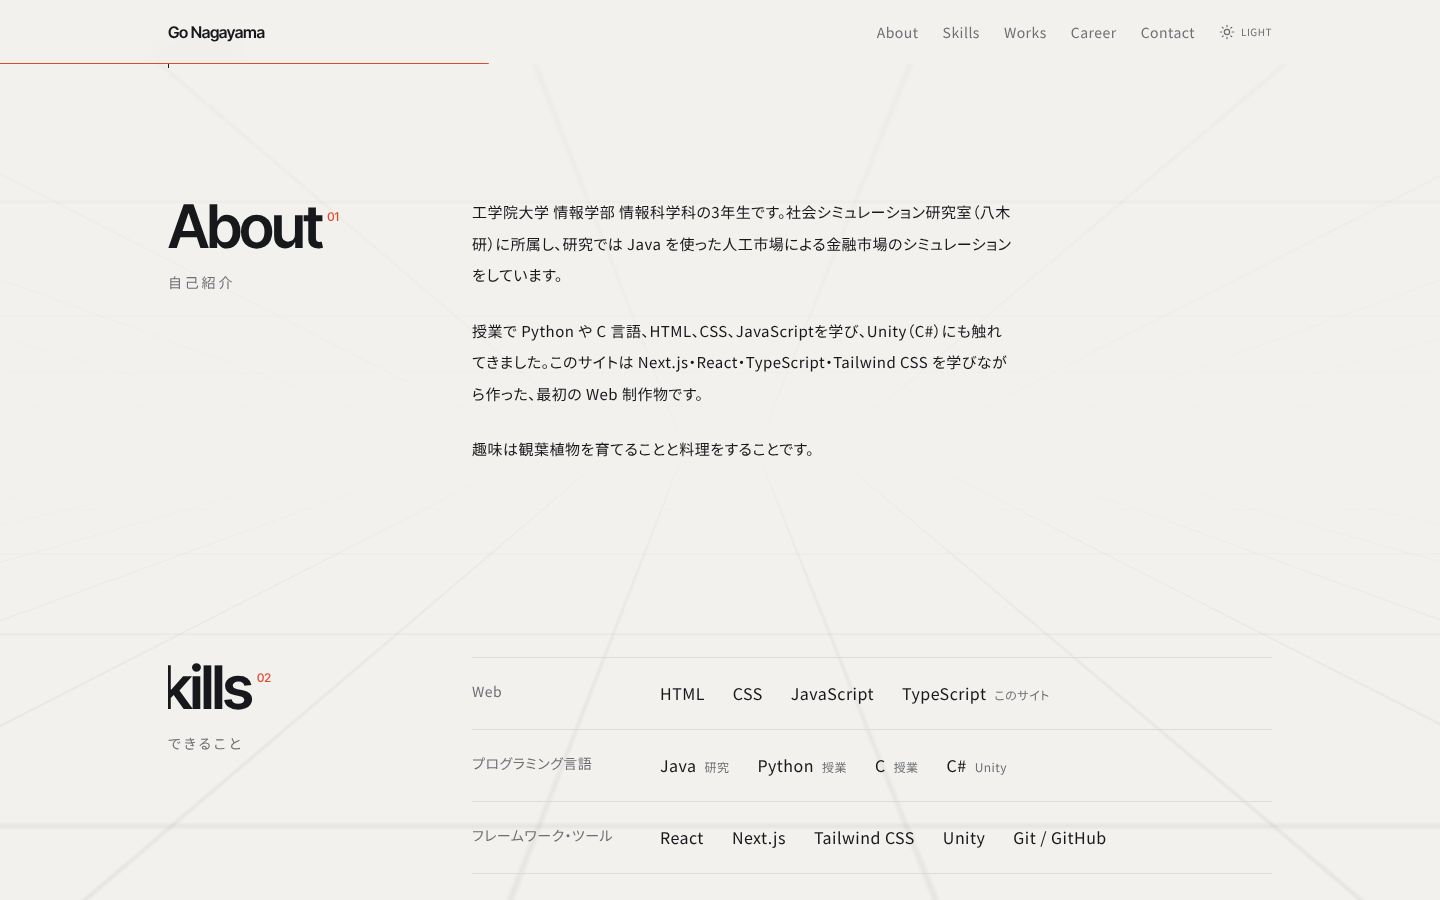 Go Nagayama
About
Skills
Works
Career
Contact
LIGHT
About 01
自己紹介
工学院大学 情報学部 情報科学科の3年生です。社会シミュレーション研究室（八木
研）に所属し、研究では Java を使った人工市場による金融市場のシミュレーション
をしています。
授業で Python や C 言語、HTML、CSS、JavaScriptを学び、Unity（C#）にも触れ
てきました。このサイトは Next.js・React・TypeScript・Tailwind CSS を学びなが
ら作った、最初の Web 制作物です。
趣味は観葉植物を育てることと料理をすることです。
kills 02
できること
Web
HTML CSS JavaScript TypeScript このサイト
プログラミング言語
Java 研究 Python 授業 C 授業 C# Unity
フレームワーク・ツール
React Next.js Tailwind CSS Unity Git / GitHub